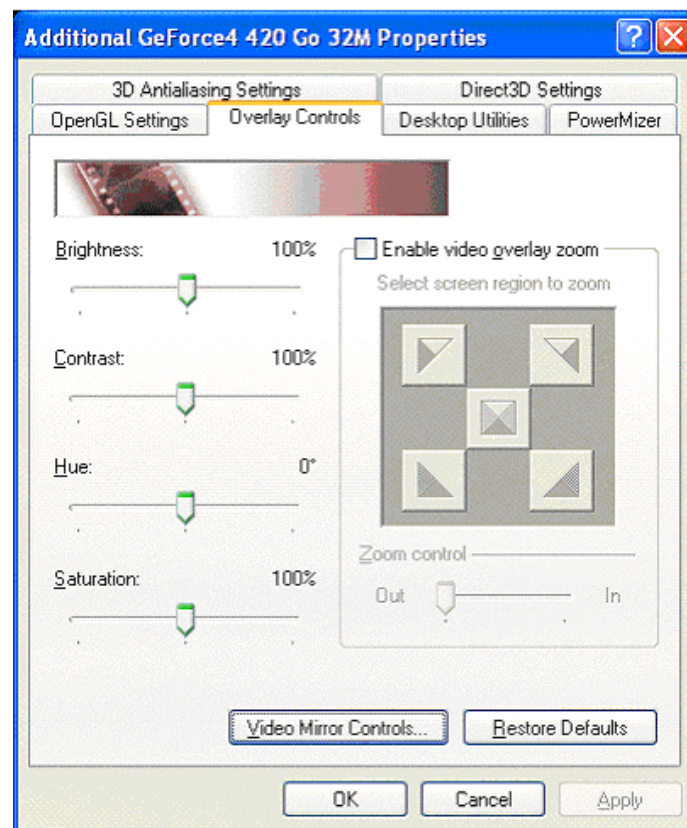 Additional GeForce4 420 Go 32M Properties
3D Antialiasing Settings
Direct3D Settings
OpenGL Settings
Overlay Controls
Desktop Utilities
PowerMizer
Brightness: 100%
Contrast: 100%
Hue: 0°
Saturation: 100%
Enable video overlay zoom
Select screen region to zoom
Zoom control
Out
In
Video Mirror Controls...
Restore Defaults
OK
Cancel
Apply